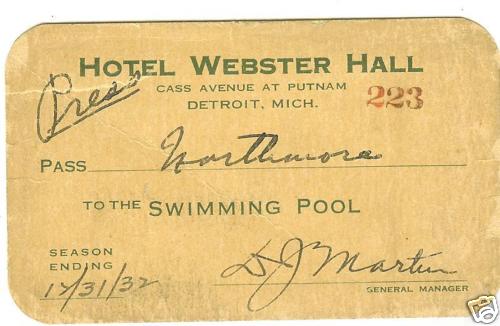 HOTEL WEBSTER HALL
Press
CASS AVENUE AT PUTNAM
DETROIT, MICH. 223
PASS Northmore
TO THE SWIMMING POOL
SEASON
ENDING
12/31/32
D J Martin
GENERAL MANAGER
ebY